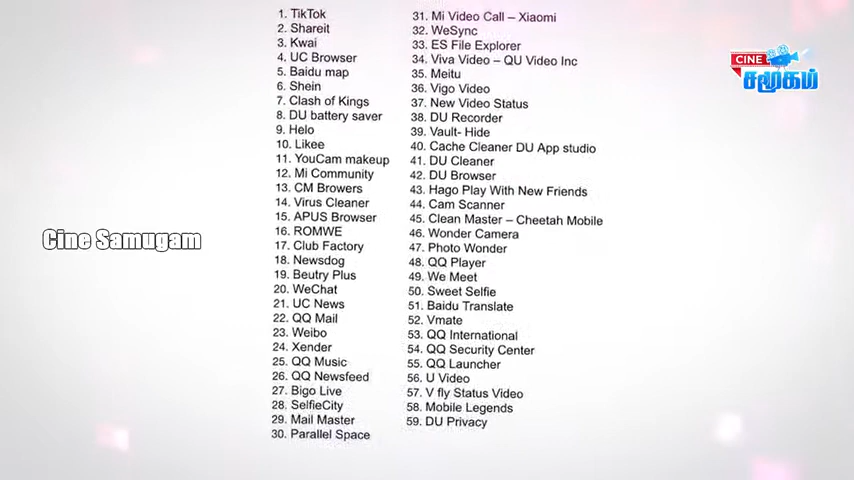 1. TikTok
2. Shareit
3. Kwai
4. UC Browser
5. Baidu map
6. Shein
7. Clash of Kings
8. DU battery saver
9. Helo
10. Likee
11. YouCam makeup
12. Mi Community
13. CM Browers
14. Virus Cleaner
15. APUS Browser
16. ROMWE
17. Club Factory
18. Newsdog
19. Beutry Plus
20. WeChat
21. UC News
22. QQ Mail
23. Weibo
24. Xender
25. QQ Music
26. QQ Newsfeed
27. Bigo Live
28. SelfieCity
29. Mail Master
30. Parallel Space
31. Mi Video Call – Xiaomi
32. WeSync
33. ES File Explorer
34. Viva Video – QU Video Inc
35. Meitu
36. Vigo Video
37. New Video Status
38. DU Recorder
39. Vault- Hide
40. Cache Cleaner DU App studio
41. DU Cleaner
42. DU Browser
43. Hago Play With New Friends
44. Cam Scanner
45. Clean Master – Cheetah Mobile
46. Wonder Camera
47. Photo Wonder
48. QQ Player
49. We Meet
50. Sweet Selfie
51. Baidu Translate
52. Vmate
53. QQ International
54. QQ Security Center
55. QQ Launcher
56. U Video
57. V fly Status Video
58. Mobile Legends
59. DU Privacy
CINE
சமூகம்
Cine Samugam